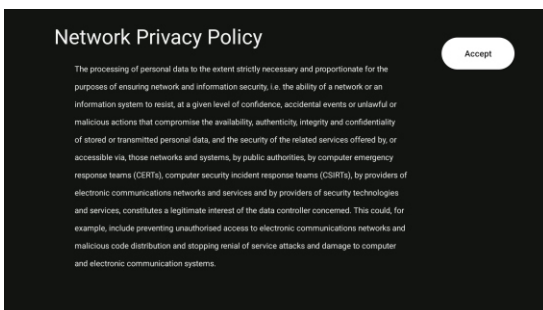 Network Privacy Policy
Accept
The processing of personal data to the extent strictly necessary and proportionate for the
purposes of ensuring network and information security, i.e. the ability of a network or an
information system to resist, at a given level of confidence, accidental events or unlawful or
malicious actions that compromise the availability, authenticity, integrity and confidentiality
of stored or transmitted personal data, and the security of the related services offered by, or
accessible via, those networks and systems, by public authorities, by computer emergency
response teams (CERTs), computer security incident response teams (CSIRTs), by providers of
electronic communications networks and services and by providers of security technologies
and services, constitutes a legitimate interest of the data controller concerned. This could, for
example, include preventing unauthorised access to electronic communications networks and
malicious code distribution and stopping renial of service attacks and damage to computer
and electronic communication systems.